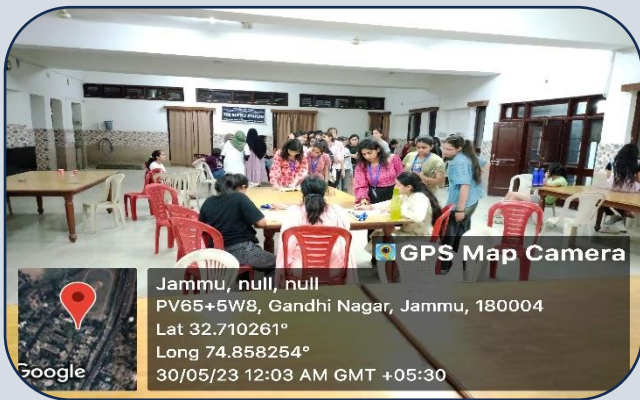 GPS Map Camera
Jammu, null, null
PV65+5W8, Gandhi Nagar, Jammu, 180004
Lat 32.710261°
Long 74.858254°
30/05/23 12:03 AM GMT +05:30
Google